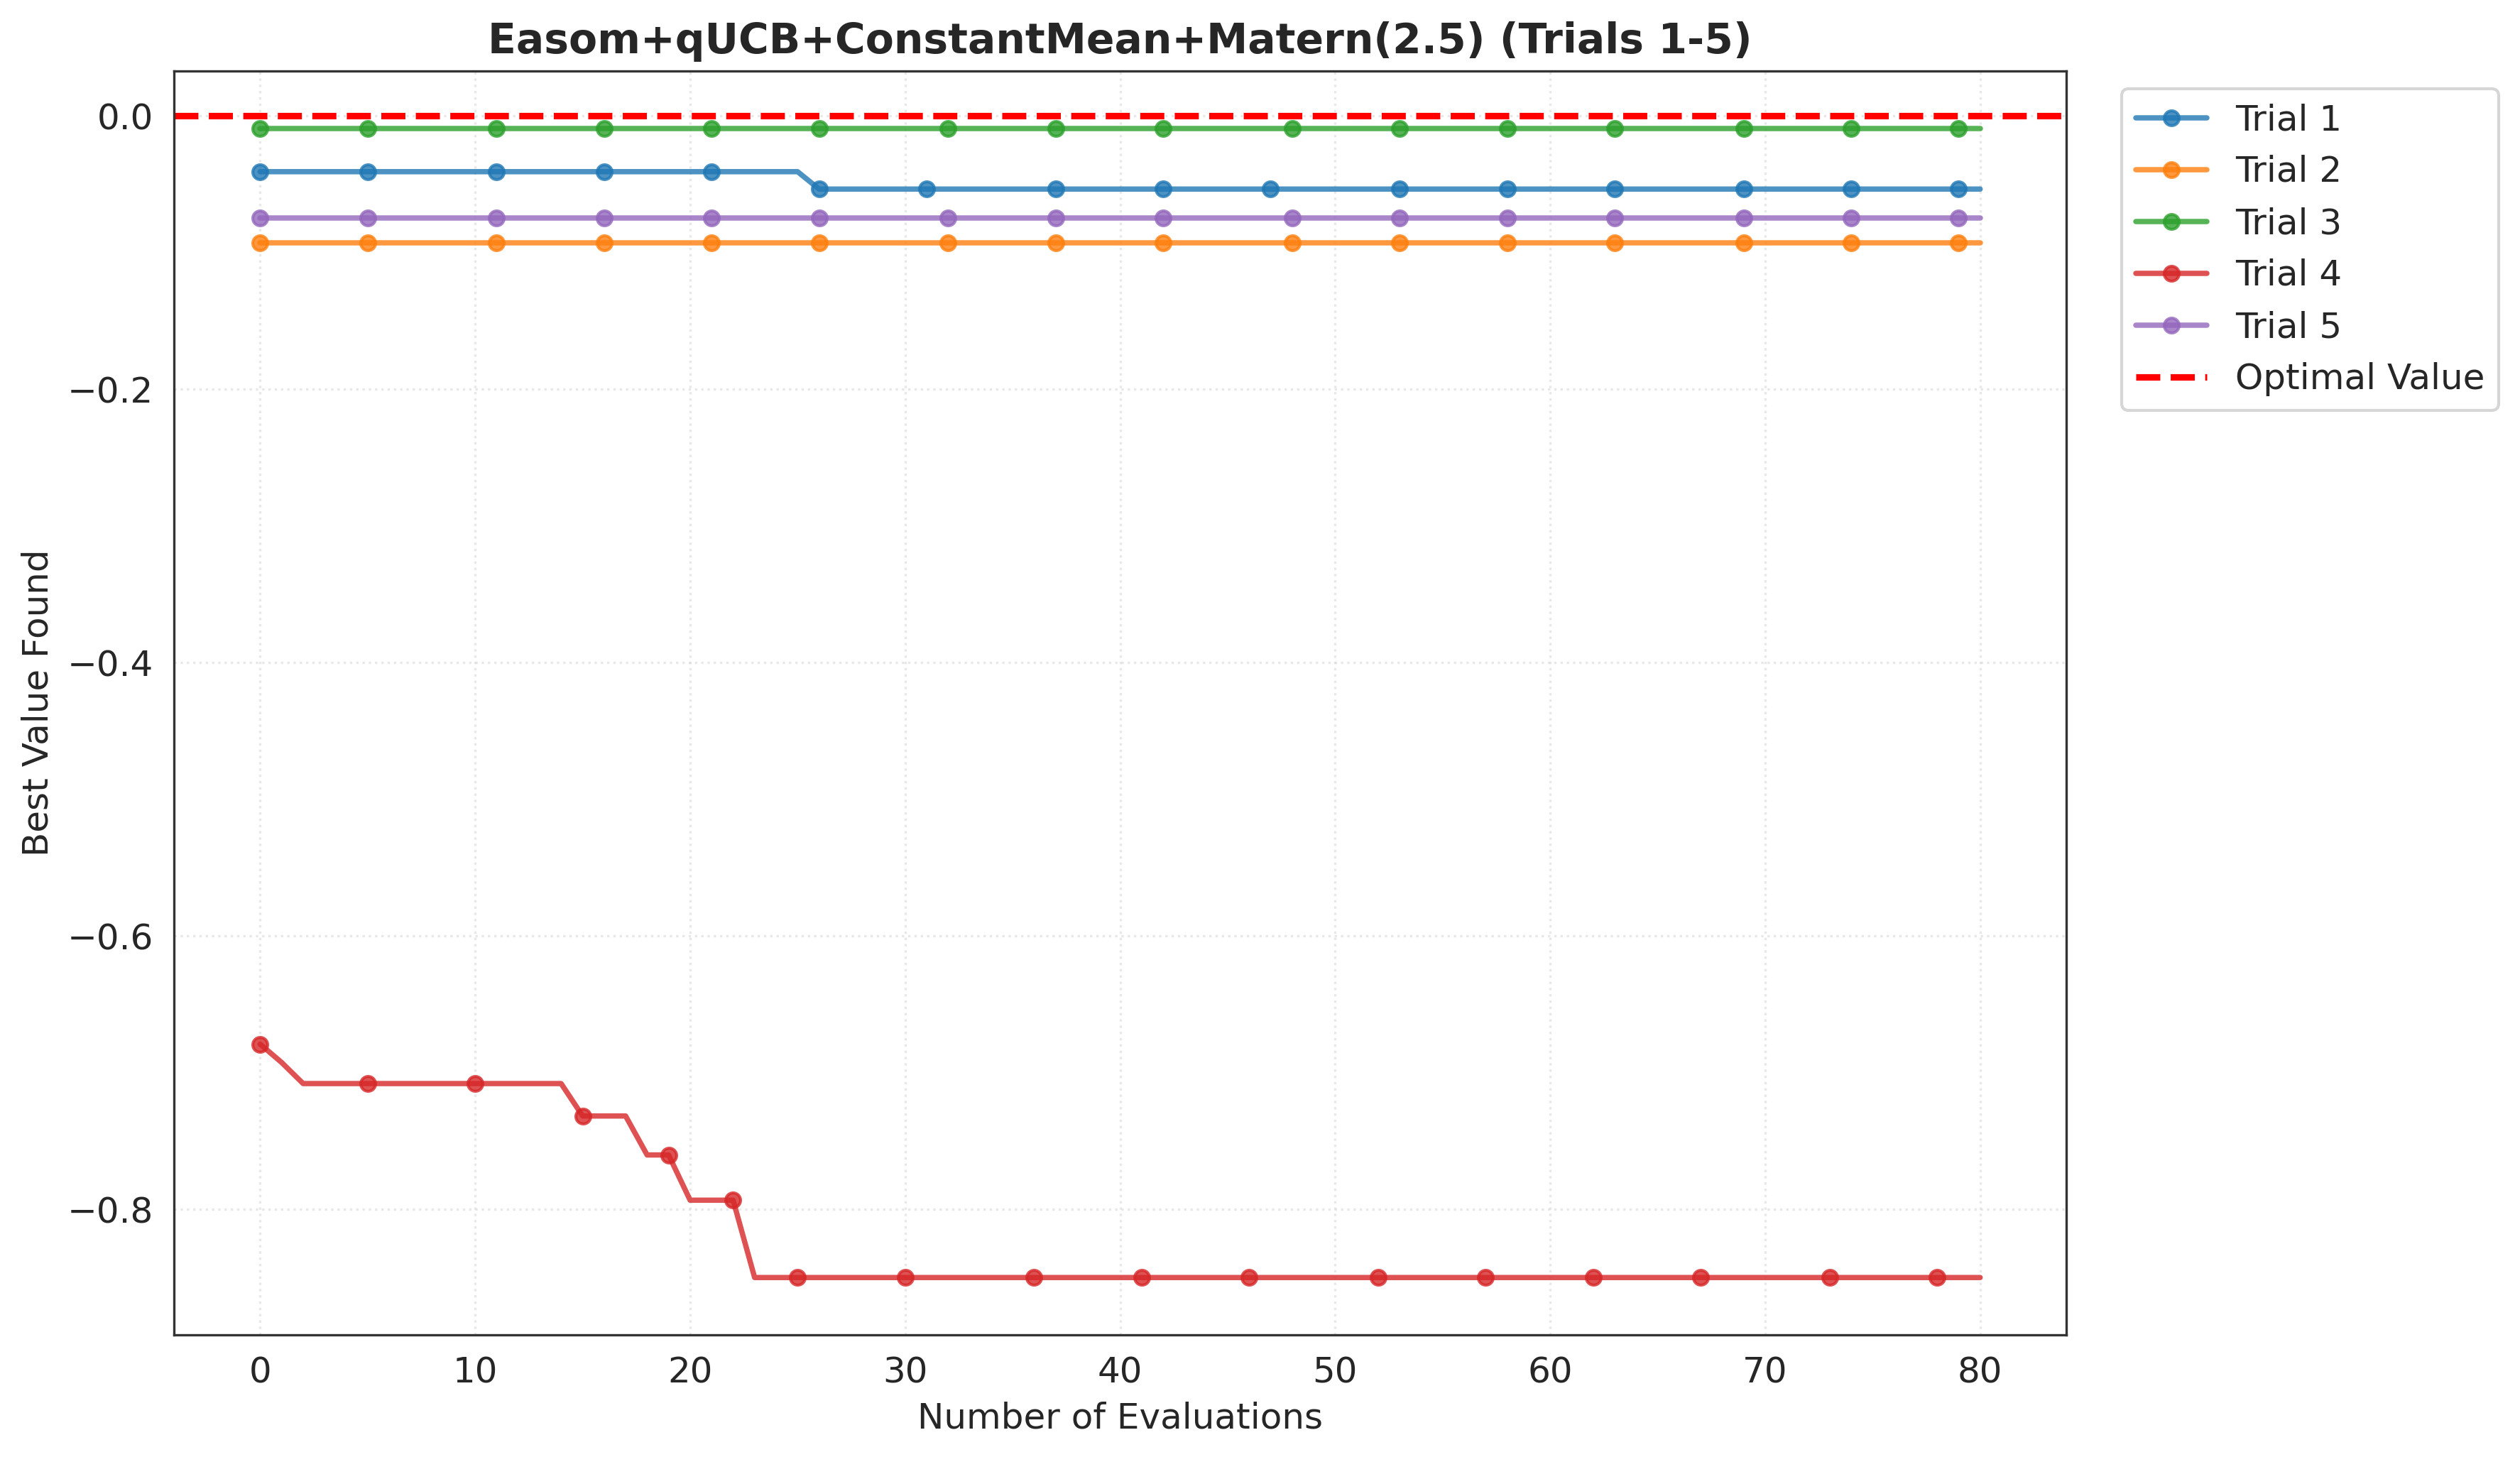 Easom+qUCB+ConstantMean+Matern(2.5) (Trials 1-5)
Best Value Found
0.0
−0.2
−0.4
−0.6
−0.8
0 10 20 30 40 50 60 70 80
Number of Evaluations
Trial 1
Trial 2
Trial 3
Trial 4
Trial 5
Optimal Value